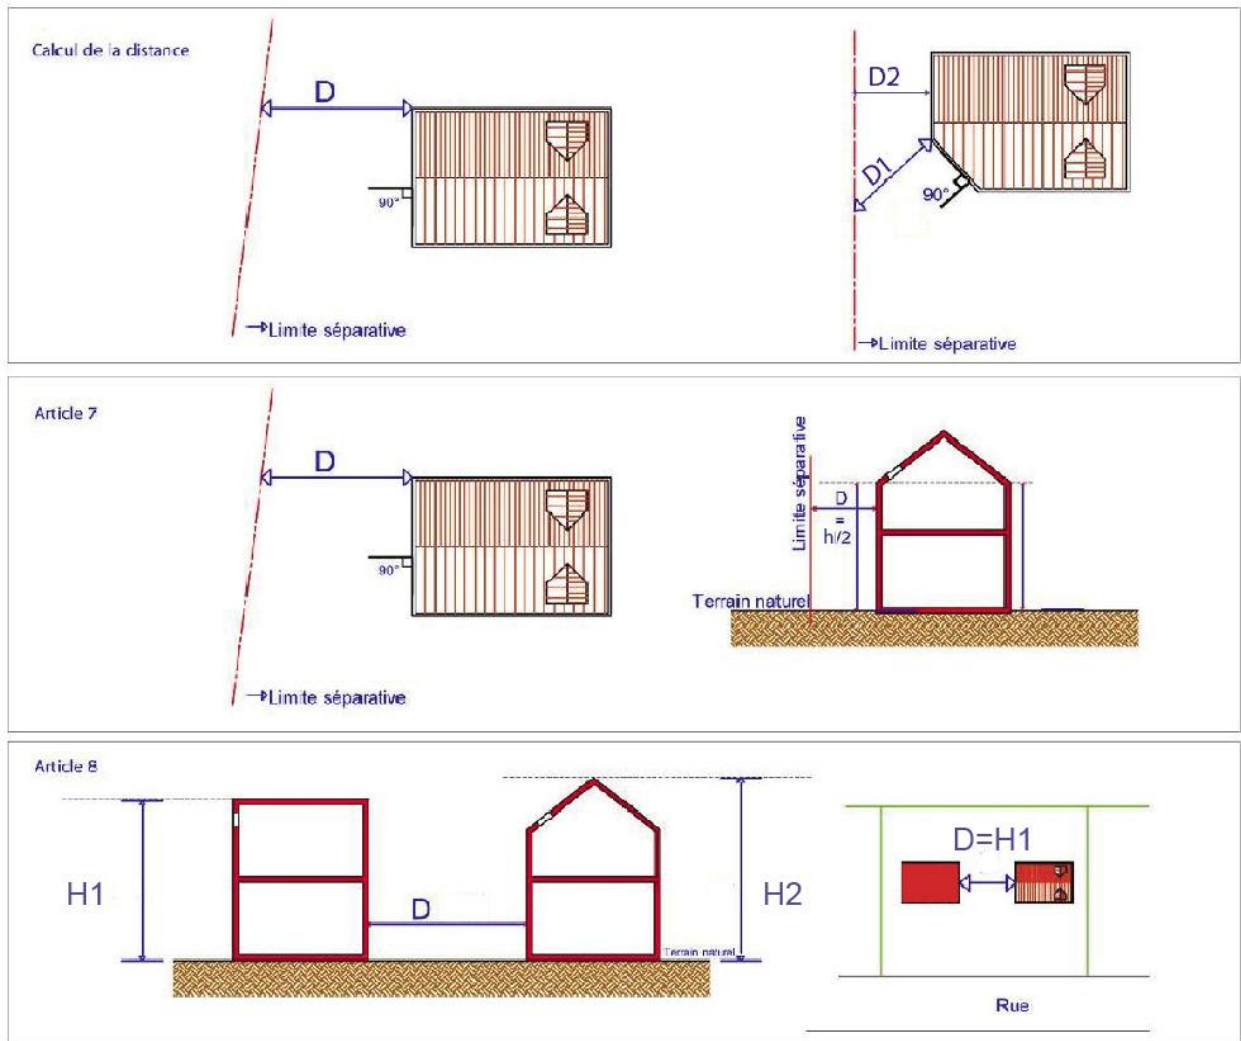 Calcul de la distance
D
90°
Limite séparative
D2
D1
90°
Limite séparative
Article 7
D
90°
Limite séparative
Limite séparative
D
=
h/2
Terrain naturel
Article 8
H1
D
H2
Terrain naturel
D=H1
Rue